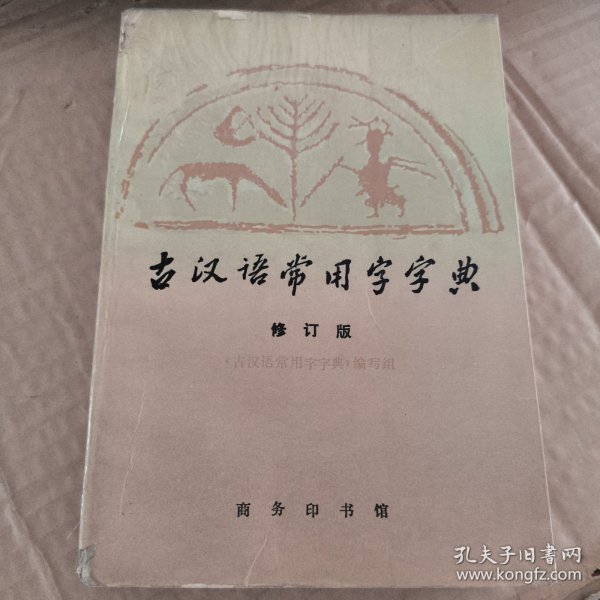 古汉语常用字字典
修订版
《古汉语常用字字典》编写组
商务印书馆
孔夫子旧书网
www.kongfz.com